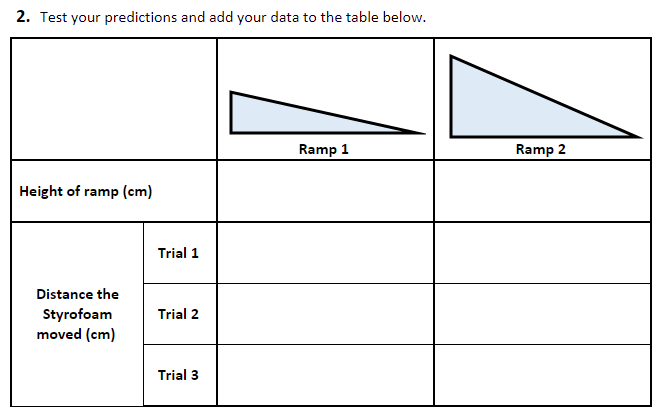 2. Test your predictions and add your data to the table below.
Ramp 1
Ramp 2
Height of ramp (cm)
Distance the
Styrofoam
moved (cm)
Trial 1
Trial 2
Trial 3